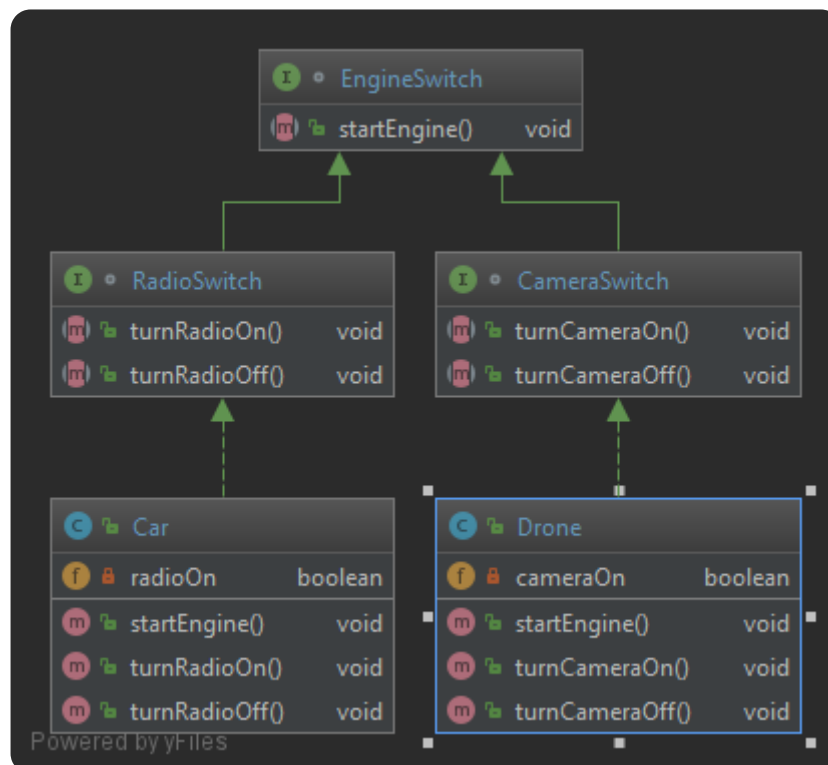 I EngineSwitch
m startEngine() void
I RadioSwitch
m turnRadioOn() void
m turnRadioOff() void
I CameraSwitch
m turnCameraOn() void
m turnCameraOff() void
C Car
f radioOn boolean
m startEngine() void
m turnRadioOn() void
m turnRadioOff() void
C Drone
f cameraOn boolean
m startEngine() void
m turnCameraOn() void
m turnCameraOff() void
Powered by yFiles